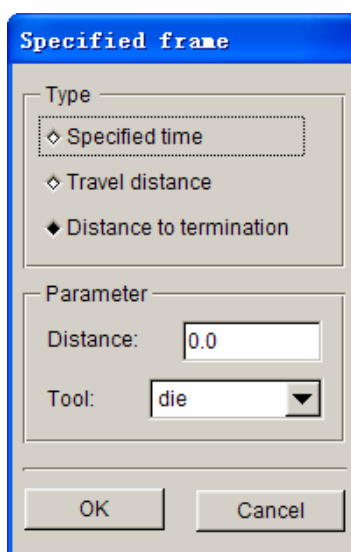 Specified frame
Type
Specified time
Travel distance
Distance to termination
Parameter
Distance: 0.0
Tool: die
OK Cancel